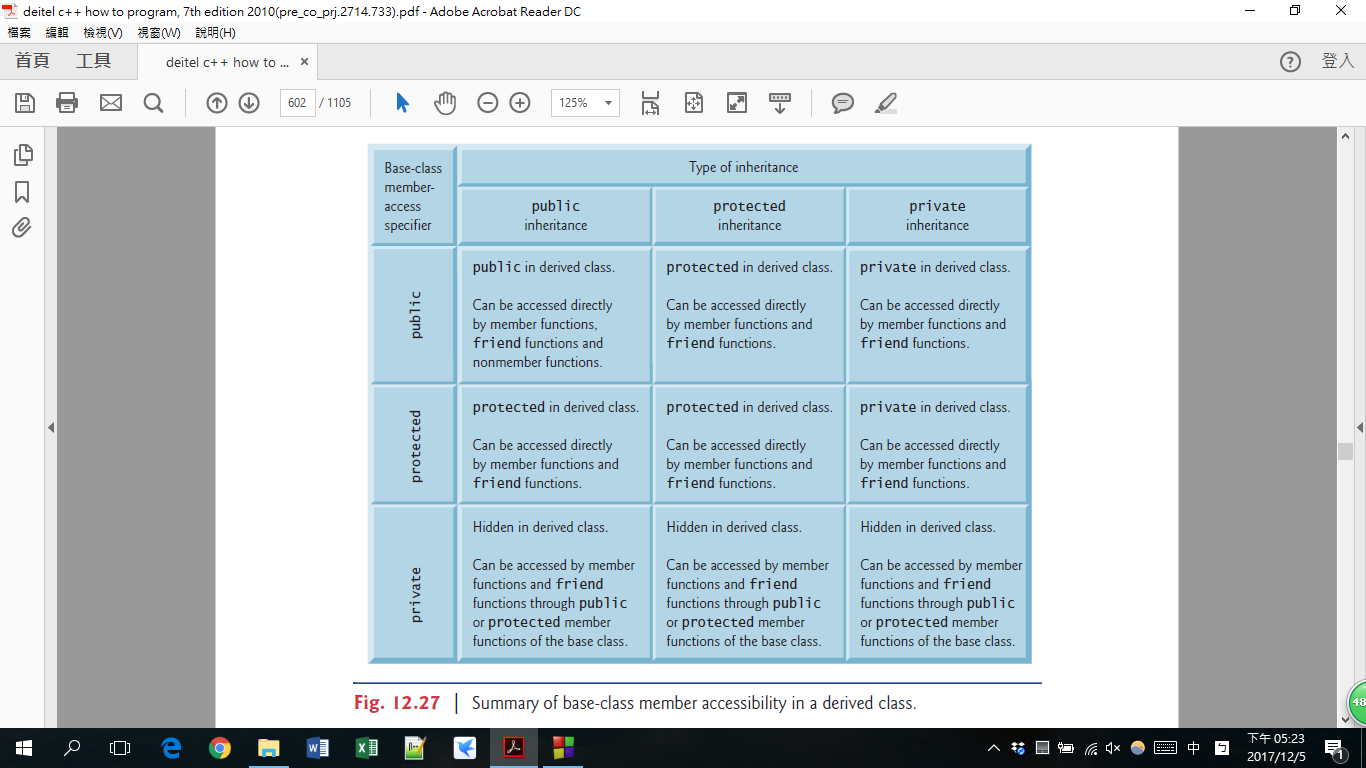 deitel c++ how to program, 7th edition 2010(pre_co_prj.2714.733).pdf - Adobe Acrobat Reader DC
檔案 編輯 檢視(V) 視窗(W) 說明(H)
首頁 工具 deitel c++ how to ... × ? 登入
602 / 1105 125%
Base-class
member-
access
specifier
Type of inheritance
public
inheritance
protected
inheritance
private
inheritance
public
public in derived class.
Can be accessed directly
by member functions,
friend functions and
nonmember functions.
protected in derived class.
Can be accessed directly
by member functions and
friend functions.
private in derived class.
Can be accessed directly
by member functions and
friend functions.
protected
protected in derived class.
Can be accessed directly
by member functions and
friend functions.
protected in derived class.
Can be accessed directly
by member functions and
friend functions.
private in derived class.
Can be accessed directly
by member functions and
friend functions.
private
Hidden in derived class.
Can be accessed by member
functions and friend
functions through public
or protected member
functions of the base class.
Hidden in derived class.
Can be accessed by member
functions and friend
functions through public
or protected member
functions of the base class.
Hidden in derived class.
Can be accessed by member
functions and friend
functions through public
or protected member
functions of the base class.
Fig. 12.27 | Summary of base-class member accessibility in a derived class.
48
中
下午 05:23
2017/12/5
1